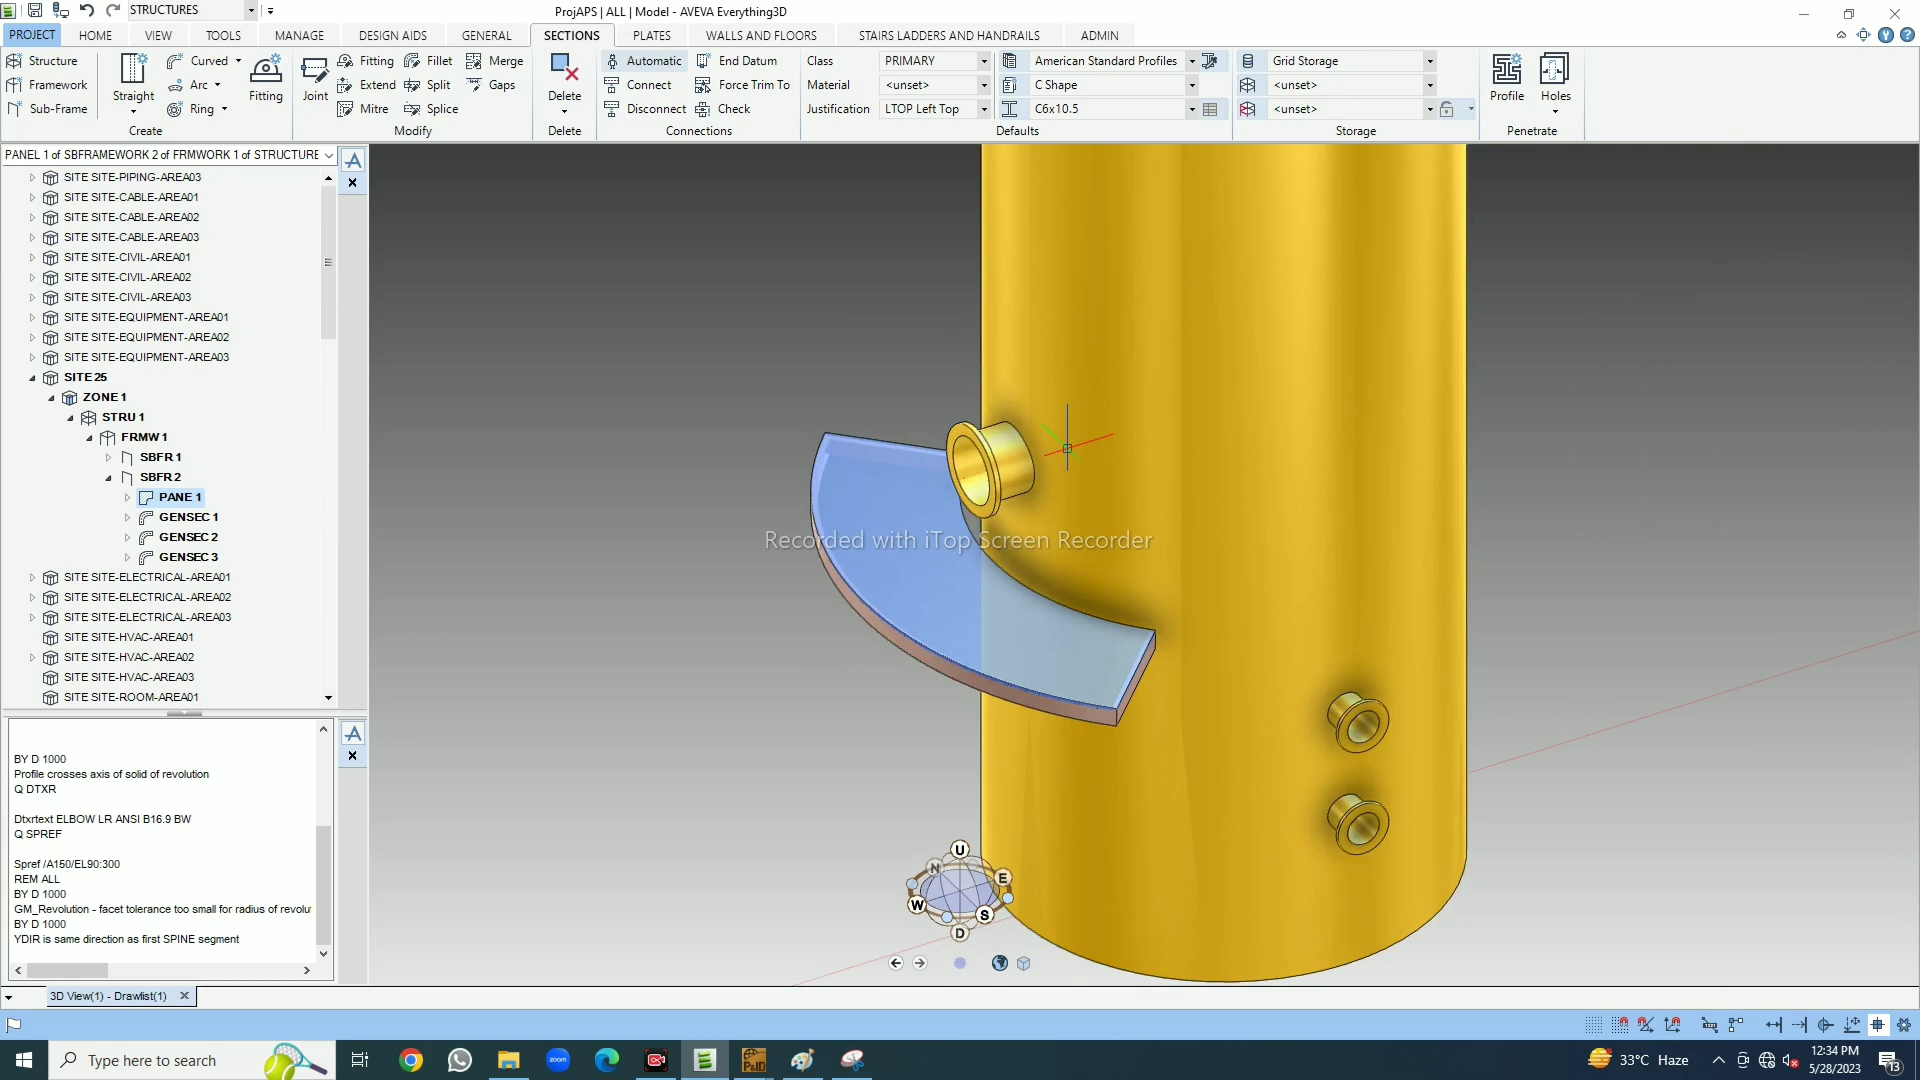 STRUCTURES
ProjAPS | ALL | Model - AVEVA Everything3D
PROJECT HOME VIEW TOOLS MANAGE DESIGN AIDS GENERAL SECTIONS PLATES WALLS AND FLOORS STAIRS LADDERS AND HANDRAILS ADMIN
Structure Straight Curved Fitting Joint Fitting Fillet Merge Delete Automatic End Datum Class PRIMARY American Standard Profiles Grid Storage Profile Holes
Framework Arc Extend Split Gaps Connect Force Trim To Material <unset> C Shape <unset>
Sub-Frame Ring Mitre Splice Disconnect Check Justification LTOP Left Top C6x10.5 <unset>
Create Modify Delete Connections Defaults Storage Penetrate
PANEL 1 of SBFRAMEWORK 2 of FRMWORK 1 of STRUCTURE
SITE SITE-PIPING-AREA03
SITE SITE-CABLE-AREA01
SITE SITE-CABLE-AREA02
SITE SITE-CABLE-AREA03
SITE SITE-CIVIL-AREA01
SITE SITE-CIVIL-AREA02
SITE SITE-CIVIL-AREA03
SITE SITE-EQUIPMENT-AREA01
SITE SITE-EQUIPMENT-AREA02
SITE SITE-EQUIPMENT-AREA03
SITE 25
ZONE 1
STRU 1
FRMW 1
SBFR 1
SBFR 2
PANE 1
GENSEC 1
GENSEC 2
GENSEC 3
SITE SITE-ELECTRICAL-AREA01
SITE SITE-ELECTRICAL-AREA02
SITE SITE-ELECTRICAL-AREA03
SITE SITE-HVAC-AREA01
SITE SITE-HVAC-AREA02
SITE SITE-HVAC-AREA03
SITE SITE-ROOM-AREA01
Recorded with iTop Screen Recorder
BY D 1000
Profile crosses axis of solid of revolution
Q DTXR
Dtxrtext ELBOW LR ANSI B16.9 BW
Q SPREF
Spref /A150/EL90:300
REM ALL
BY D 1000
GM_Revolution - facet tolerance too small for radius of revolu
BY D 1000
YDIR is same direction as first SPINE segment
U
N
E
W
S
D
3D View(1) - Drawlist(1)
Type here to search
zoom
P&ID
33°C Haze
12:34 PM
5/28/2023
13